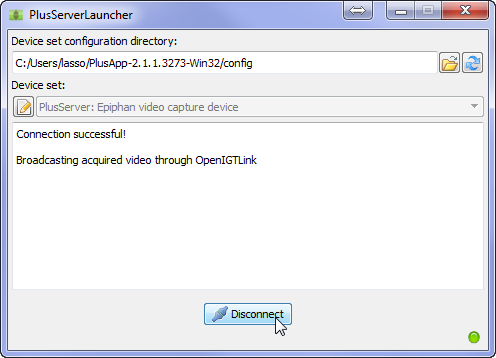 PlusServerLauncher
Device set configuration directory:
C:/Users/lasso/PlusApp-2.1.1.3273-Win32/config
Device set:
PlusServer: Epiphan video capture device
Connection successful!
Broadcasting acquired video through OpenIGTLink
Disconnect